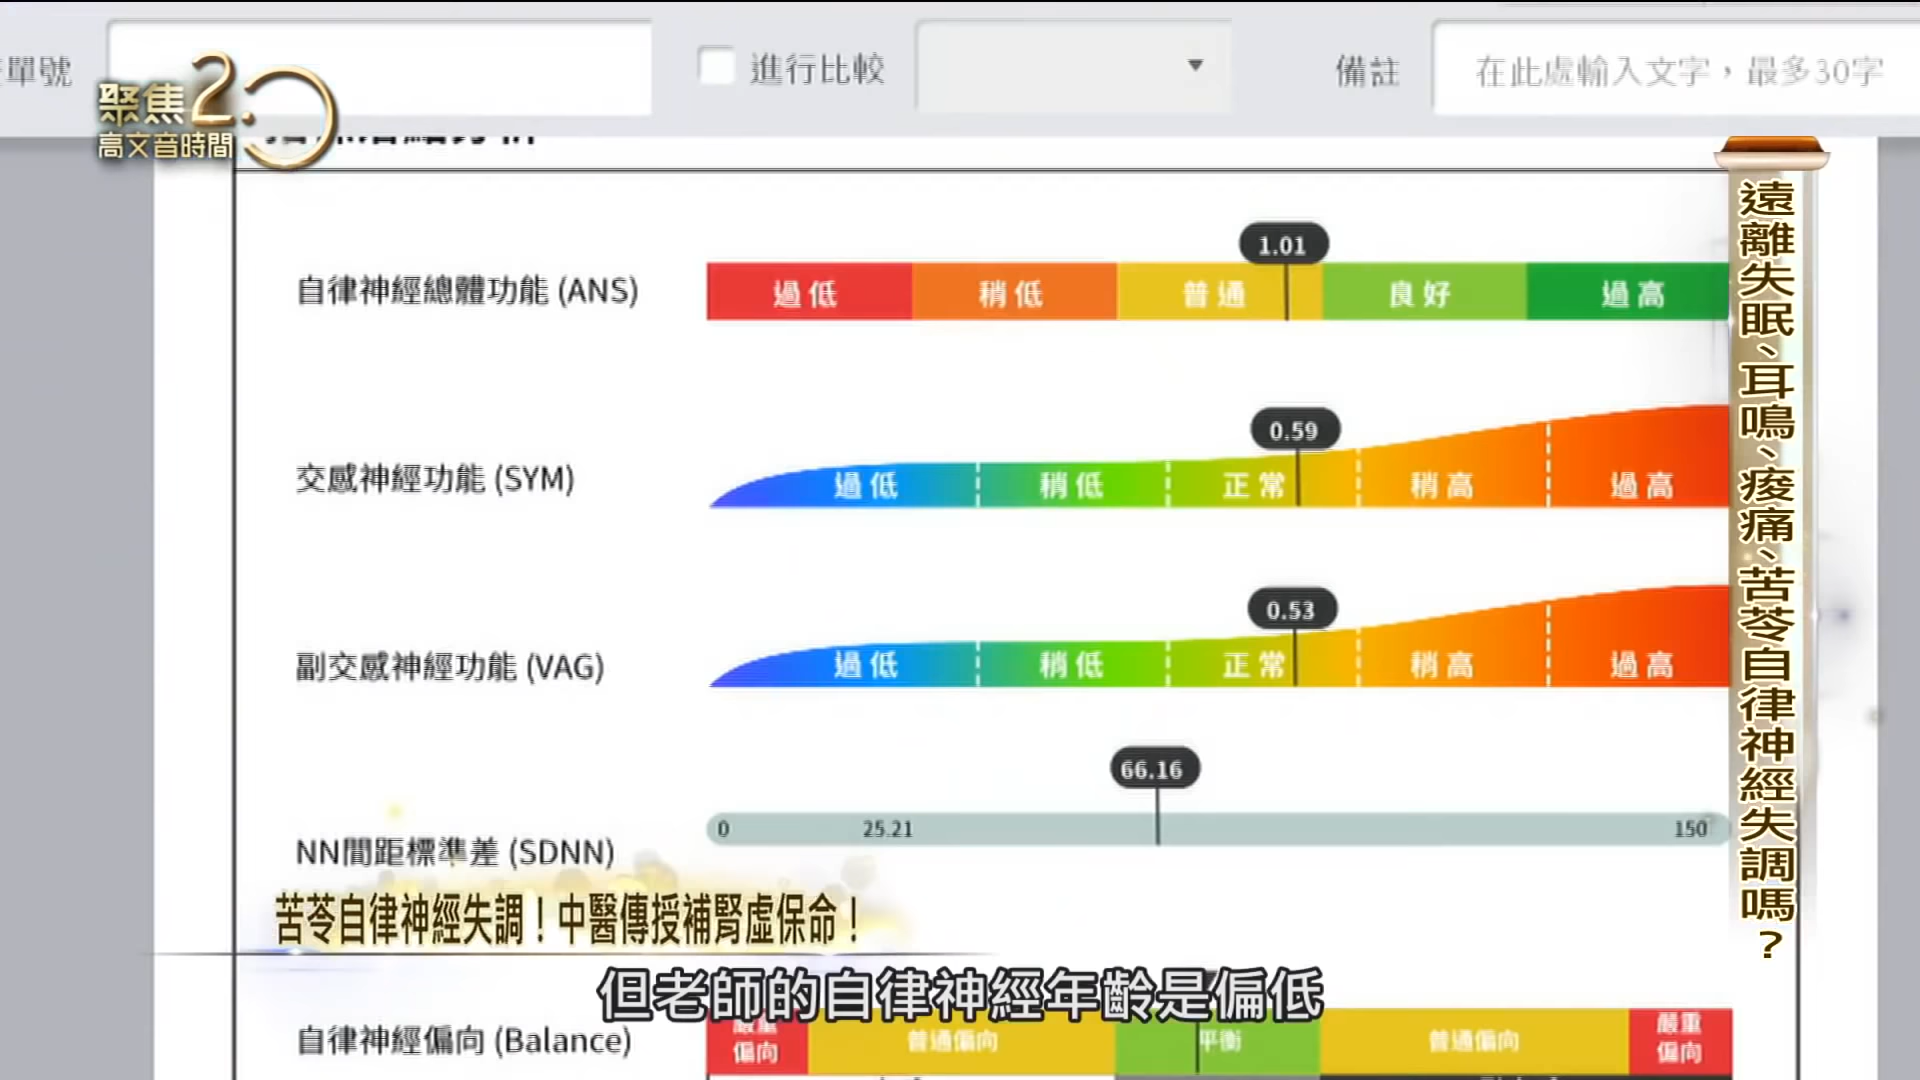 單號
進行比較
備註
在此處輸入文字，最多30字
聚焦2.0
高文音時間
自律神經總體功能 (ANS)
1.01
過低 稍低 普通 良好 過高
交感神經功能 (SYM)
0.59
過低 稍低 正常 稍高 過高
副交感神經功能 (VAG)
0.53
過低 稍低 正常 稍高 過高
NN間距標準差 (SDNN)
66.16
0 25.21 150
遠離失眠、耳鳴、痠痛、苦苓自律神經失調嗎？
苦苓自律神經失調！中醫傳授補腎虛保命！
但老師的自律神經年齡是偏低
自律神經偏向 (Balance)
嚴重偏向 普通偏向 平衡 普通偏向 嚴重偏向